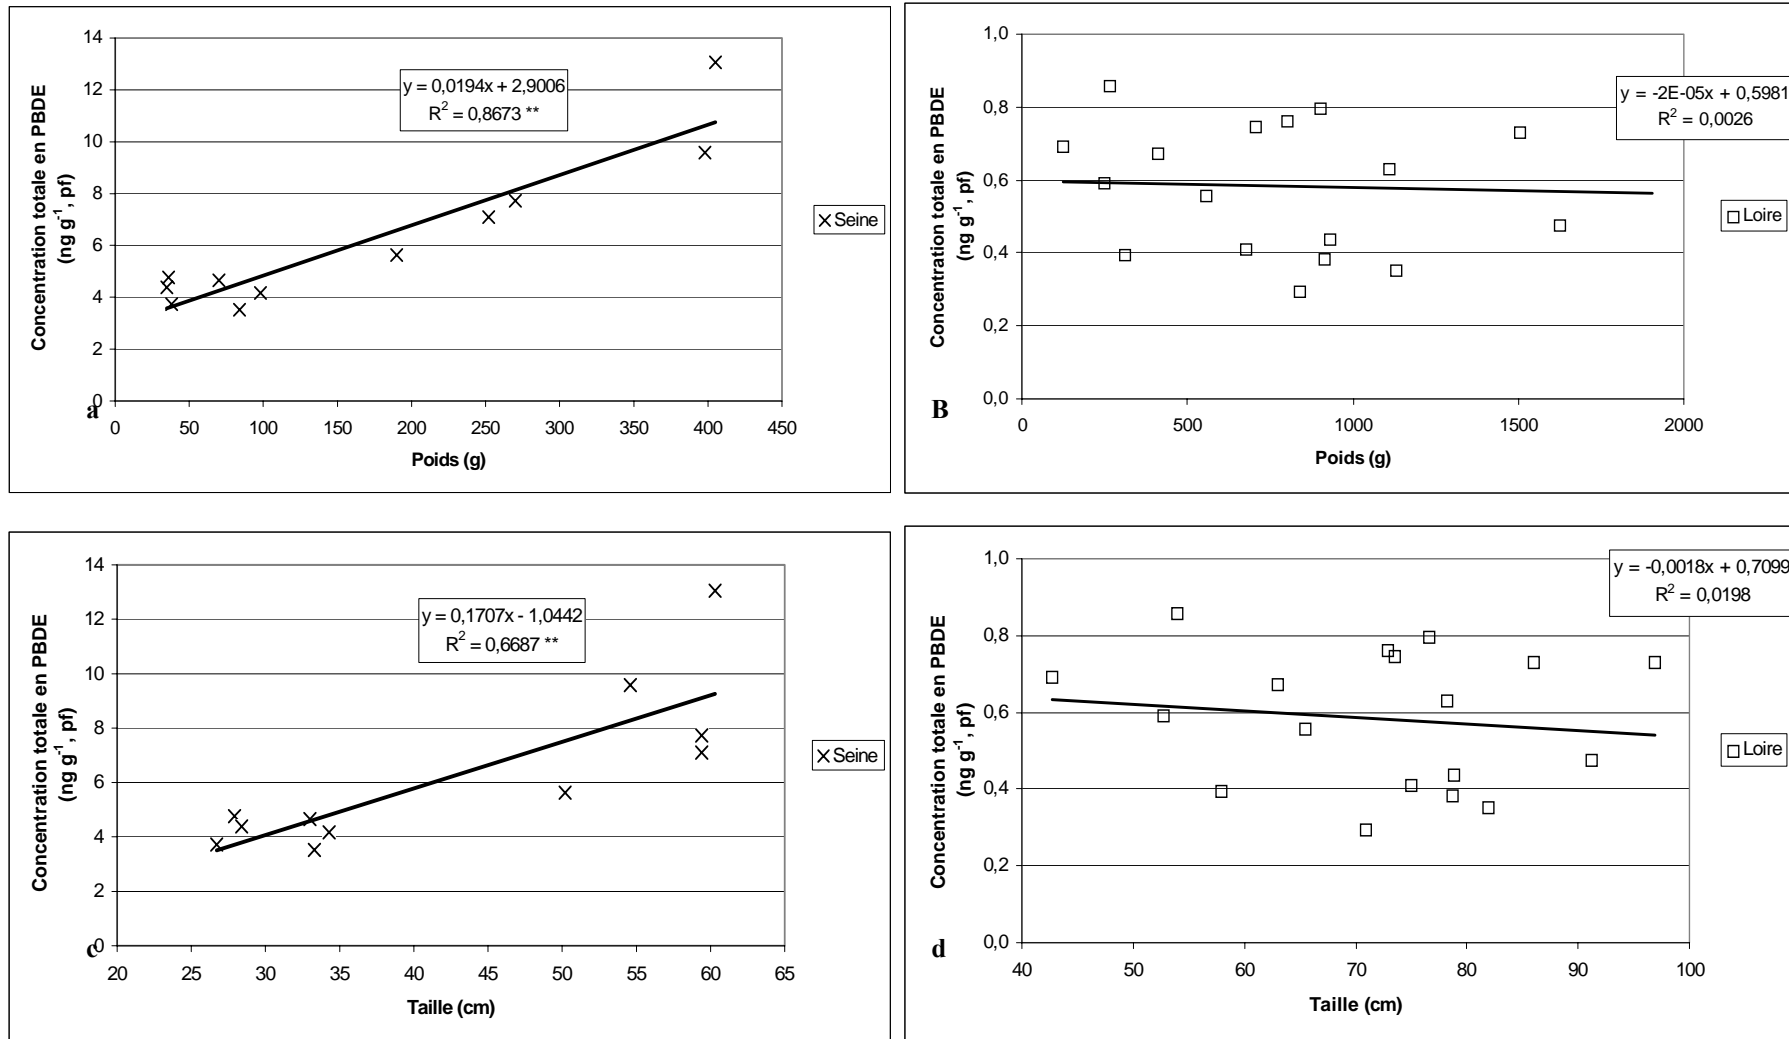 Concentration totale en PBDE
(ng g⁻¹, pf)
14
12
10
8
6
4
2
0
y = 0,0194x + 2,9006
R² = 0,8673 **
Seine
a
0 50 100 150 200 250 300 350 400 450
Poids (g)
Concentration totale en PBDE
(ng g⁻¹, pf)
1,0
0,8
0,6
0,4
0,2
0,0
y = -2E-05x + 0,5981
R² = 0,0026
Loire
B
0 500 1000 1500 2000
Poids (g)
Concentration totale en PBDE
(ng g⁻¹, pf)
14
12
10
8
6
4
2
0
y = 0,1707x - 1,0442
R² = 0,6687 **
Seine
c
20 25 30 35 40 45 50 55 60 65
Taille (cm)
Concentration totale en PBDE
(ng g⁻¹, pf)
1,0
0,8
0,6
0,4
0,2
0,0
y = -0,0018x + 0,7099
R² = 0,0198
Loire
d
40 50 60 70 80 90 100
Taille (cm)